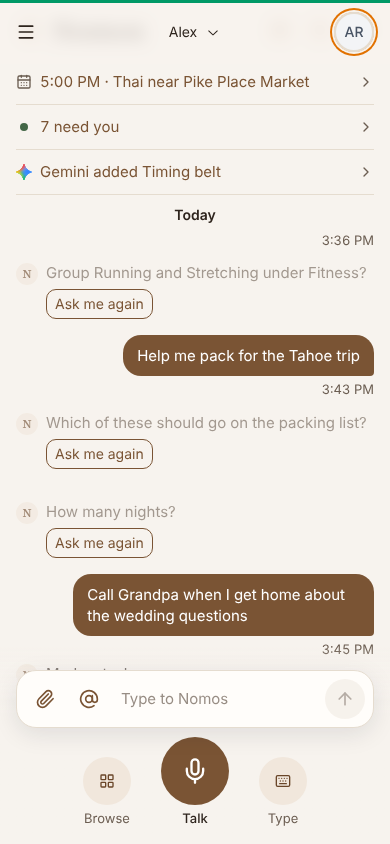 Alex
AR
5:00 PM · Thai near Pike Place Market
7 need you
Gemini added Timing belt
Today
3:36 PM
N Group Running and Stretching under Fitness?
Ask me again
Help me pack for the Tahoe trip
3:43 PM
N Which of these should go on the packing list?
Ask me again
N How many nights?
Ask me again
Call Grandpa when I get home about
the wedding questions
3:45 PM
Type to Nomos
Browse
Talk
Type